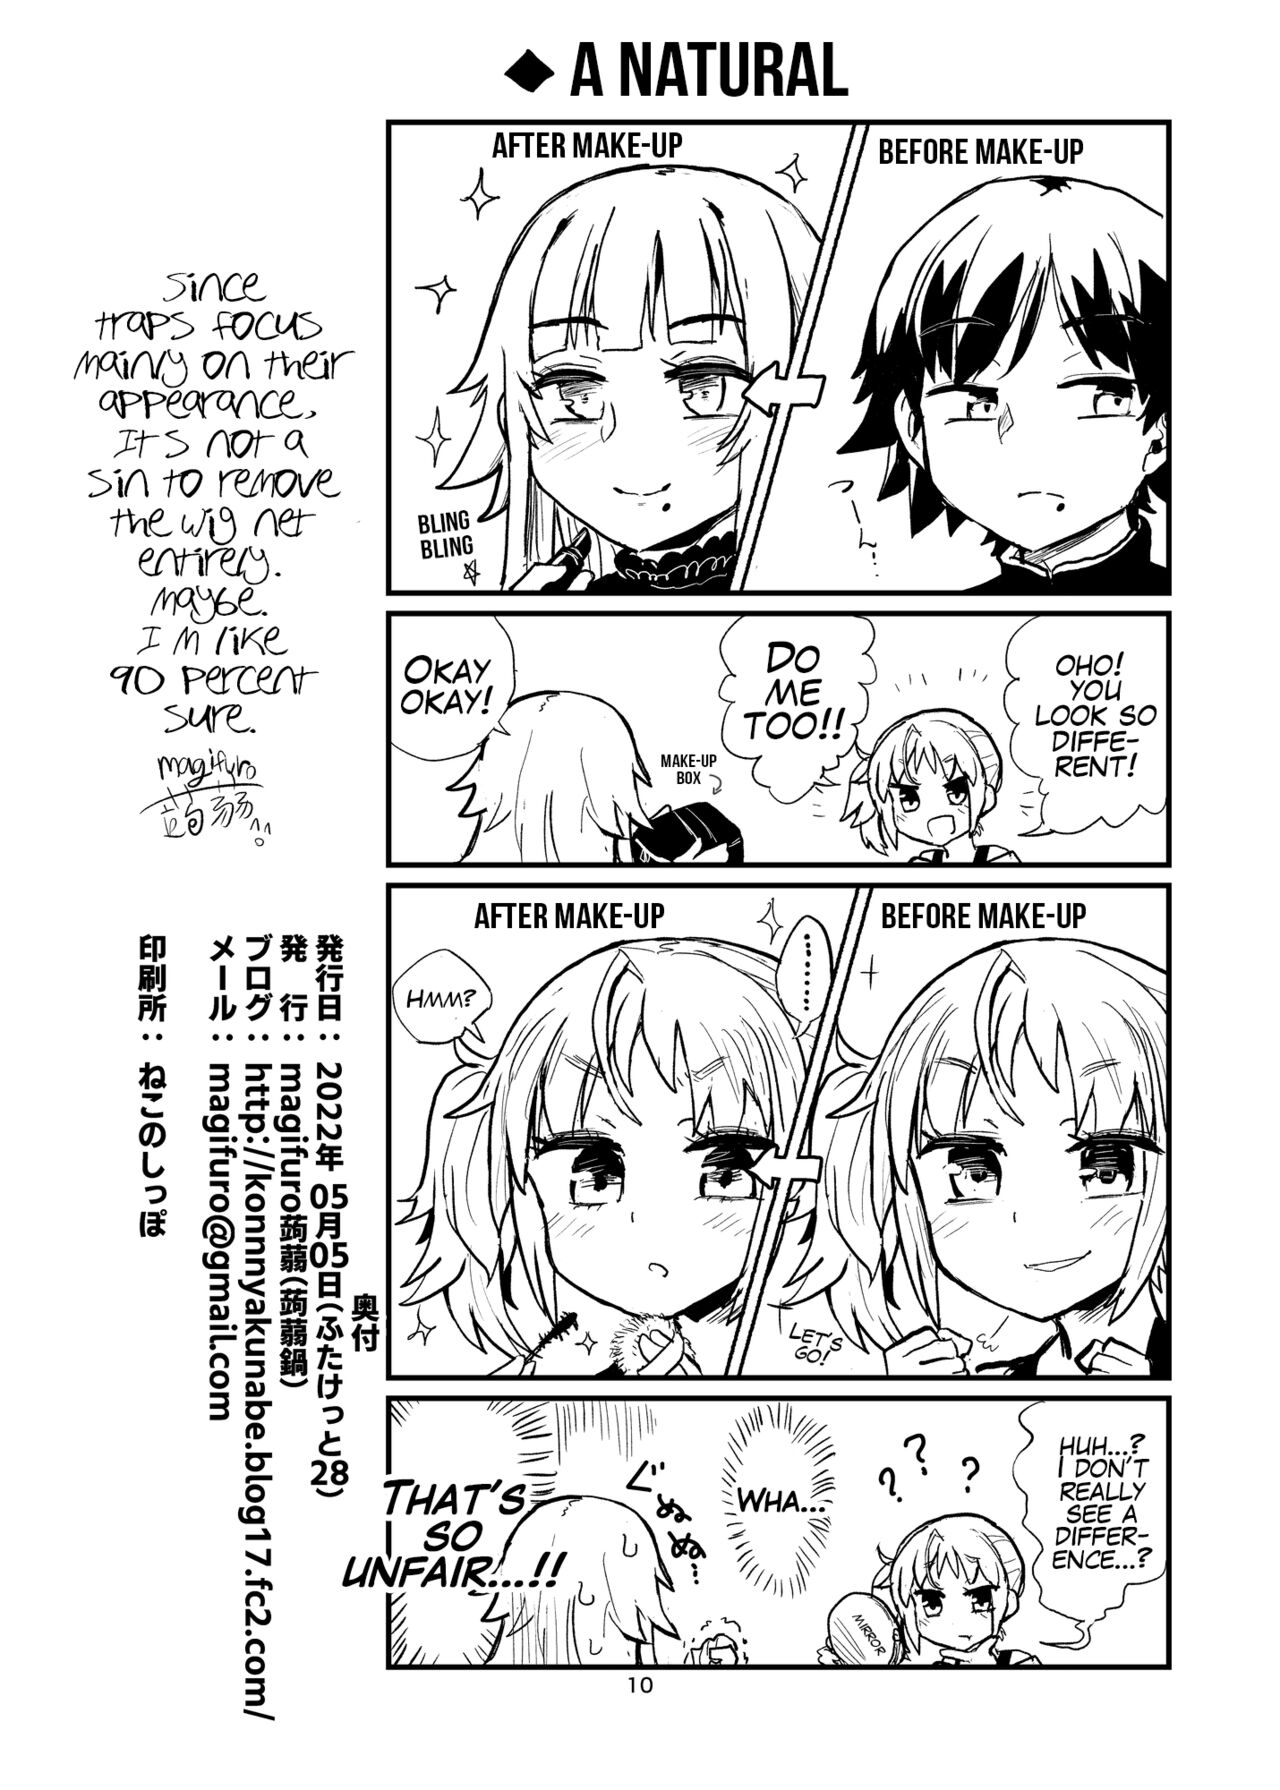 ◆ A NATURAL
BEFORE MAKE-UP
AFTER MAKE-UP
つーん…
BLING
BLING
OHO!
YOU
LOOK SO
DIFFE-
RENT!
DO
ME
TOO!!
MAKE-UP
BOX
OKAY
OKAY!
BEFORE MAKE-UP
AFTER MAKE-UP
LET'S
GO!
HMM?
HUH...?
I DON'T
REALLY
SEE A
DIFFER-
ENCE...?
? ? ?
MIRROR
WHA...
ぐぬぬ…
THAT'S
SO
UNFAIR...!!
since
traps focus
mainly on their
appearance,
It's not a
sin to remove
the wig net
entirely.
maybe.
I'm like
90 percent
sure.
magifuro
蒟蒻
奥付
発行日： 2022年 05月05日(ふたけっと28)
発　行： magifuro蒟蒻(蒟蒻鍋)
ブログ： http://konnnyakunabe.blog17.fc2.com/
メール： magifuro@gmail.com
印刷所： ねこのしっぽ
10